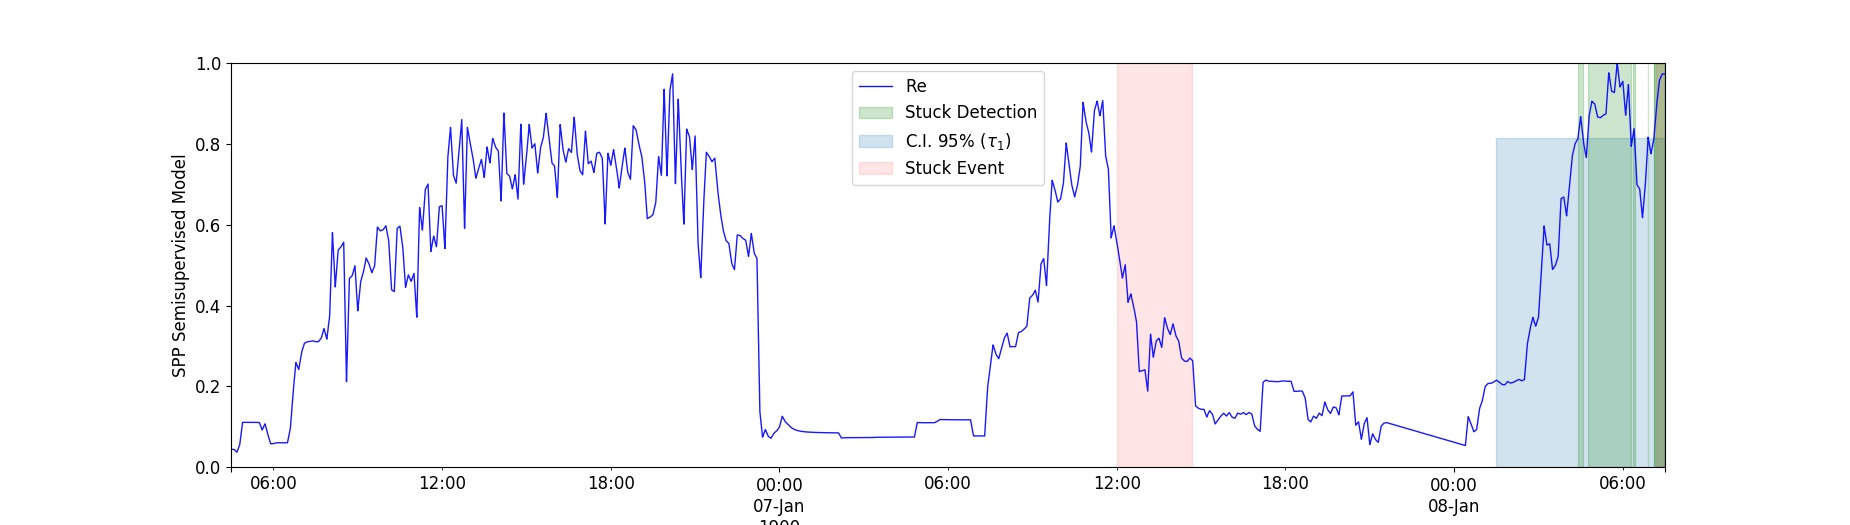 SPP Semisupervised Model
1.0
0.8
0.6
0.4
0.2
0.0
Re
Stuck Detection
C.I. 95% (τ₁)
Stuck Event
06:00
12:00
18:00
00:00
06:00
12:00
18:00
00:00
06:00
07-Jan
08-Jan
1900